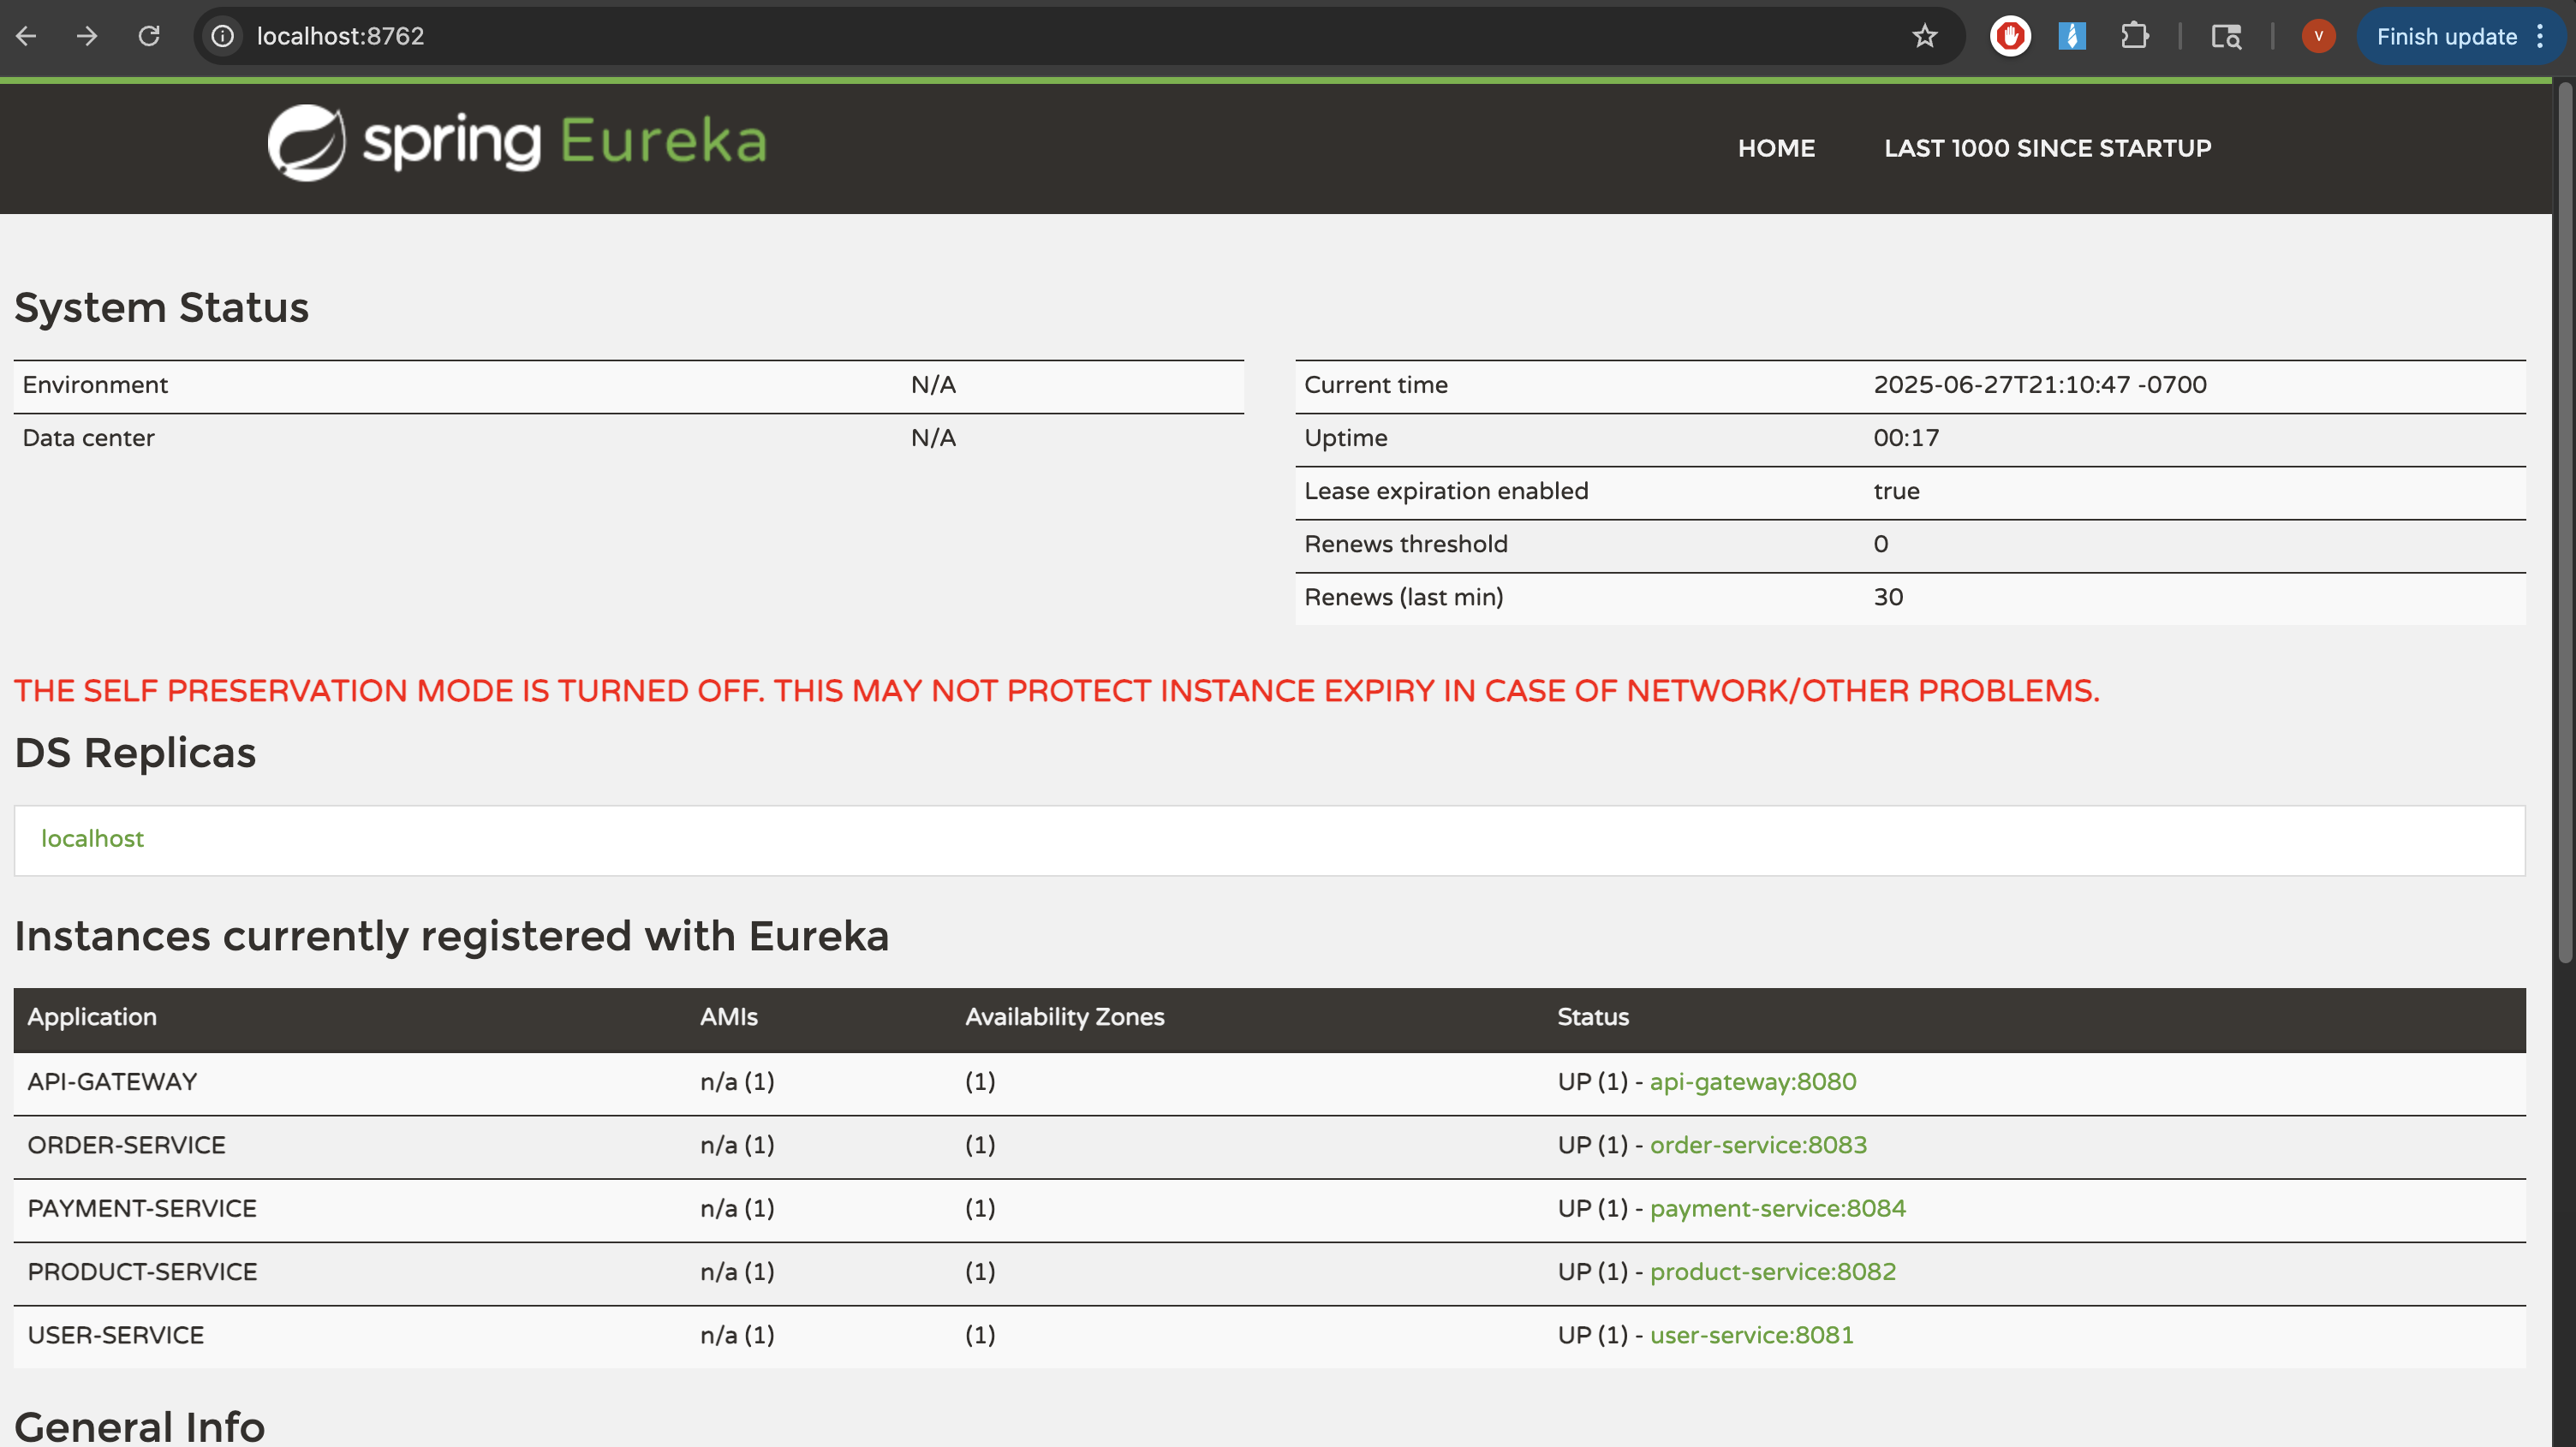 localhost:8762
V
Finish update
spring Eureka
HOME LAST 1000 SINCE STARTUP
System Status
Environment N/A
Data center N/A
Current time 2025-06-27T21:10:47 -0700
Uptime 00:17
Lease expiration enabled true
Renews threshold 0
Renews (last min) 30
THE SELF PRESERVATION MODE IS TURNED OFF. THIS MAY NOT PROTECT INSTANCE EXPIRY IN CASE OF NETWORK/OTHER PROBLEMS.
DS Replicas
localhost
Instances currently registered with Eureka
Application AMIs Availability Zones Status
API-GATEWAY n/a (1) (1) UP (1) - api-gateway:8080
ORDER-SERVICE n/a (1) (1) UP (1) - order-service:8083
PAYMENT-SERVICE n/a (1) (1) UP (1) - payment-service:8084
PRODUCT-SERVICE n/a (1) (1) UP (1) - product-service:8082
USER-SERVICE n/a (1) (1) UP (1) - user-service:8081
General Info